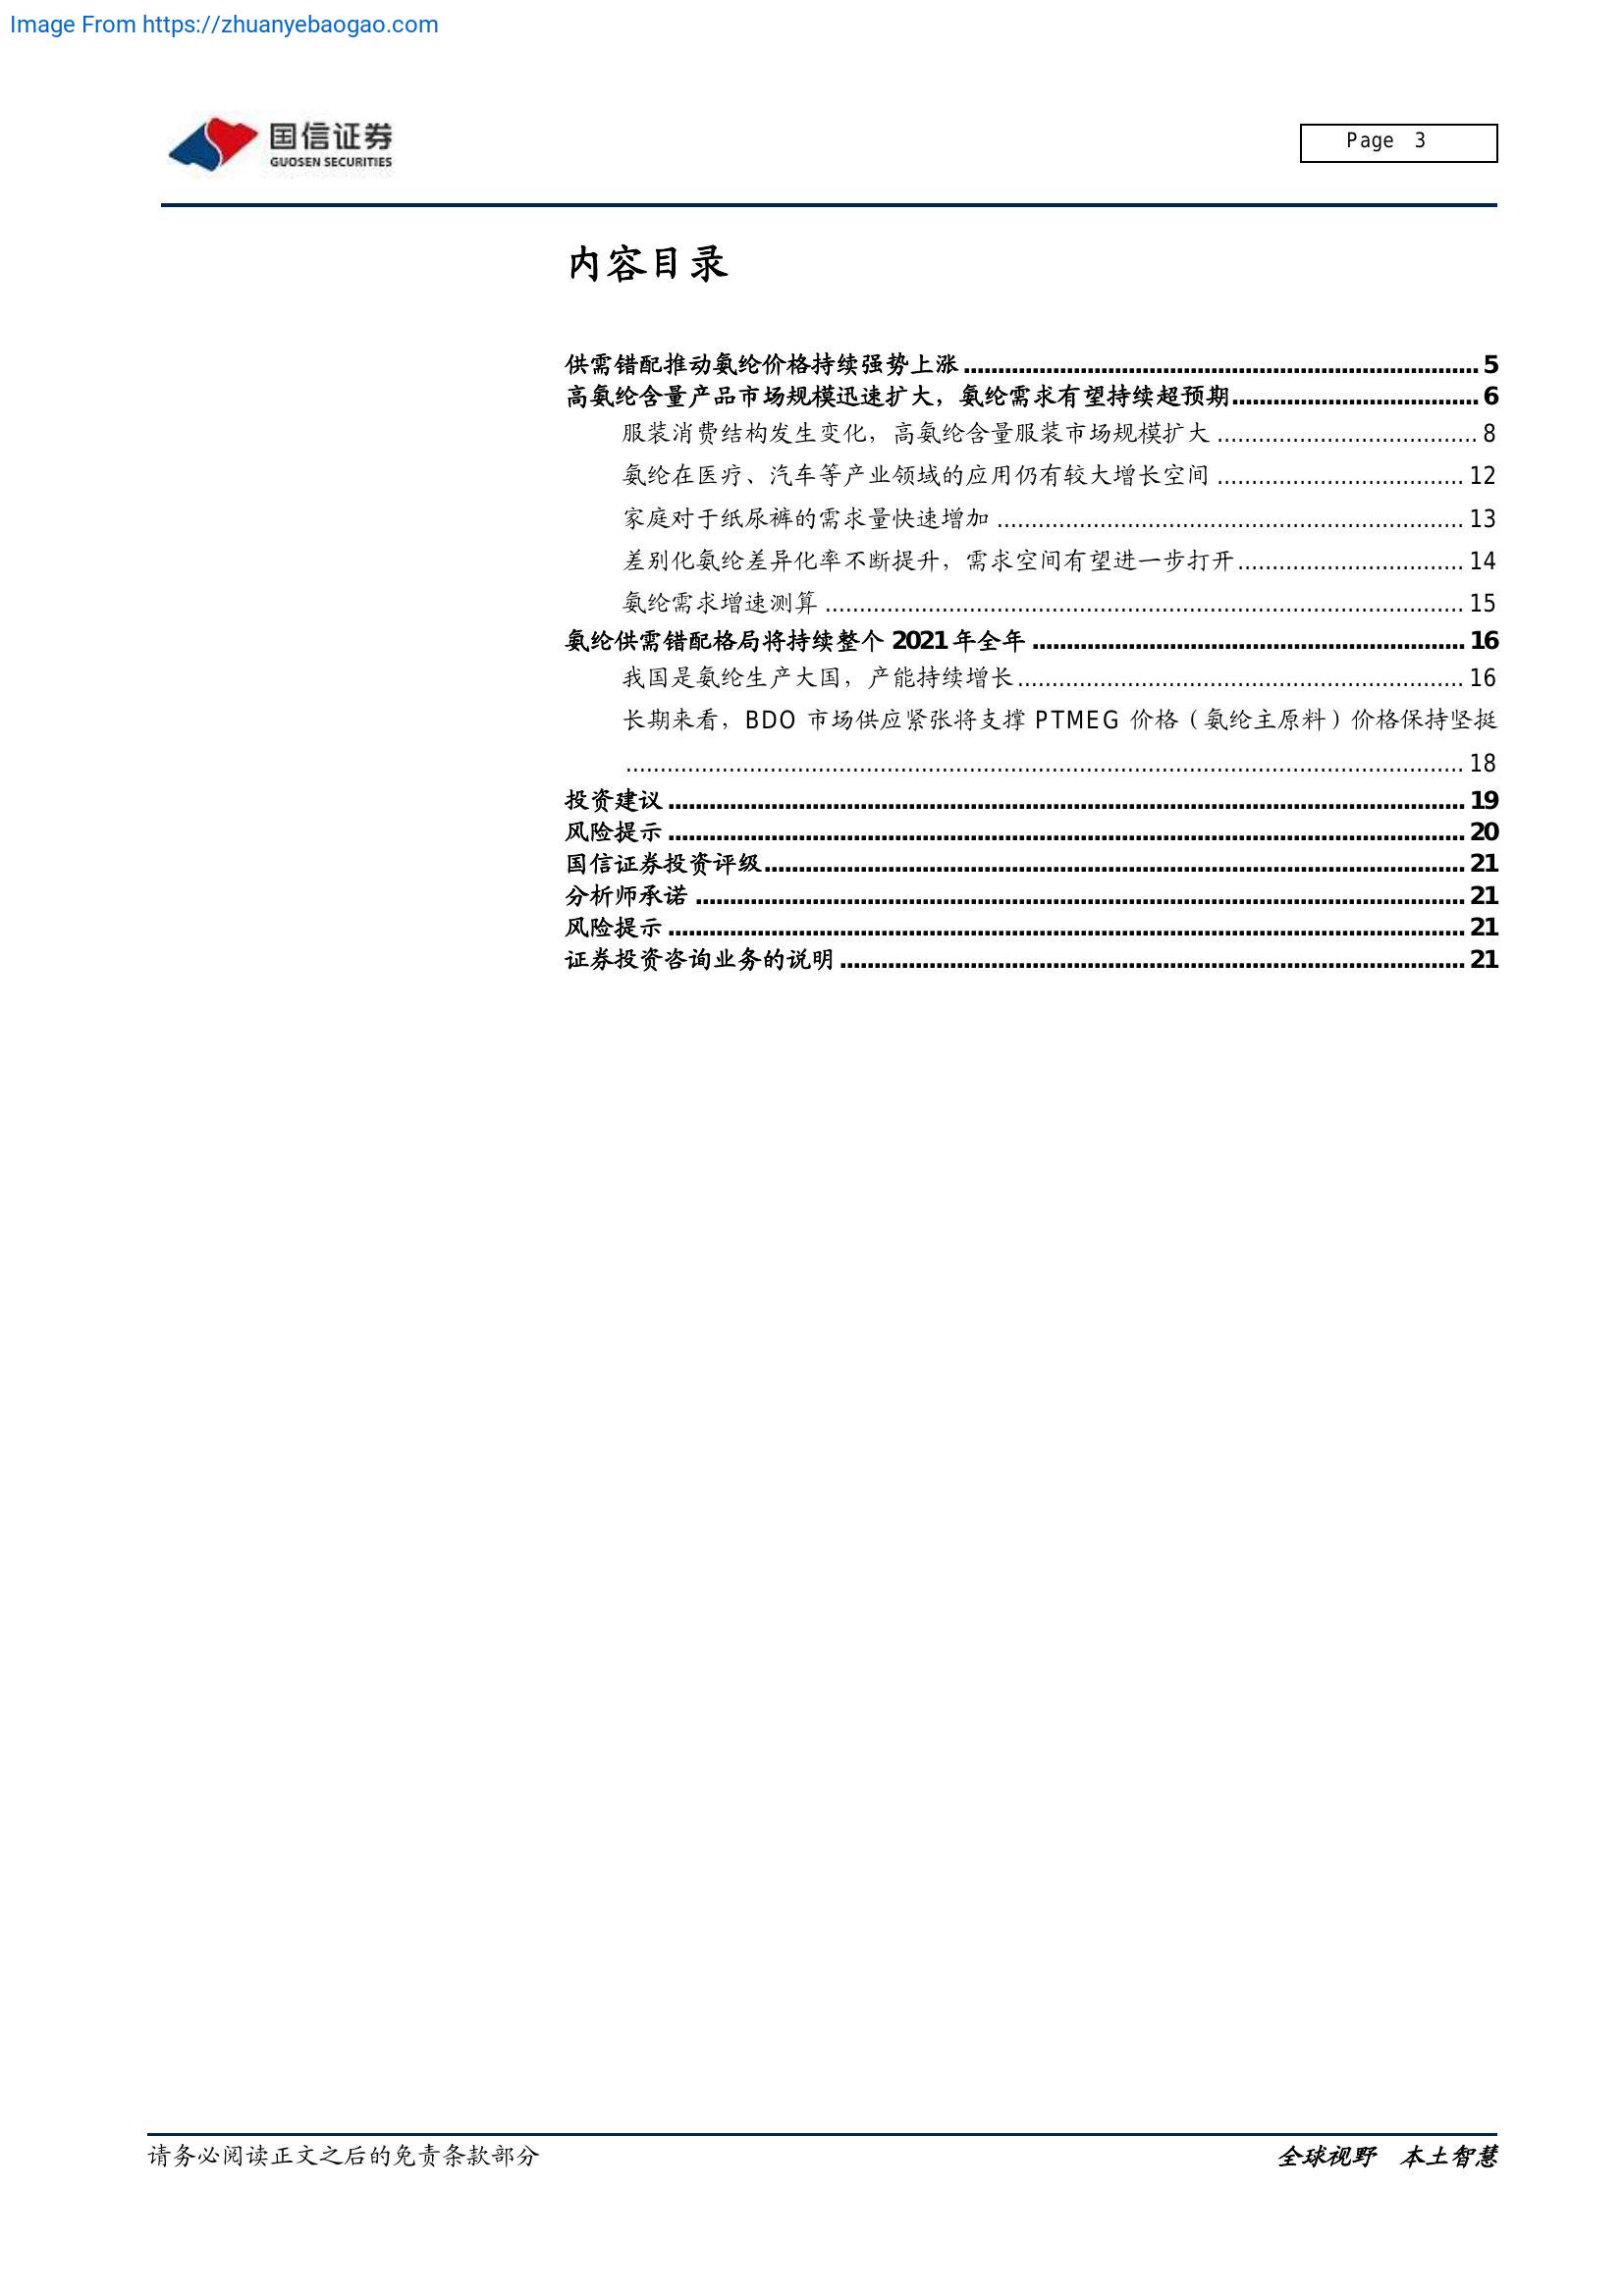 Image From https://zhuanyebaogao.com
国信证券
GUOSEN SECURITIES
Page 3
内容目录
供需错配推动氨纶价格持续强势上涨 5
高氨纶含量产品市场规模迅速扩大，氨纶需求有望持续超预期 6
服装消费结构发生变化，高氨纶含量服装市场规模扩大 8
氨纶在医疗、汽车等产业领域的应用仍有较大增长空间 12
家庭对于纸尿裤的需求量快速增加 13
差别化氨纶差异化率不断提升，需求空间有望进一步打开 14
氨纶需求增速测算 15
氨纶供需错配格局将持续整个 2021 年全年 16
我国是氨纶生产大国，产能持续增长 16
长期来看，BDO 市场供应紧张将支撑 PTMEG 价格（氨纶主原料）价格保持坚挺
18
投资建议 19
风险提示 20
国信证券投资评级 21
分析师承诺 21
风险提示 21
证券投资咨询业务的说明 21
请务必阅读正文之后的免责条款部分
全球视野 本土智慧